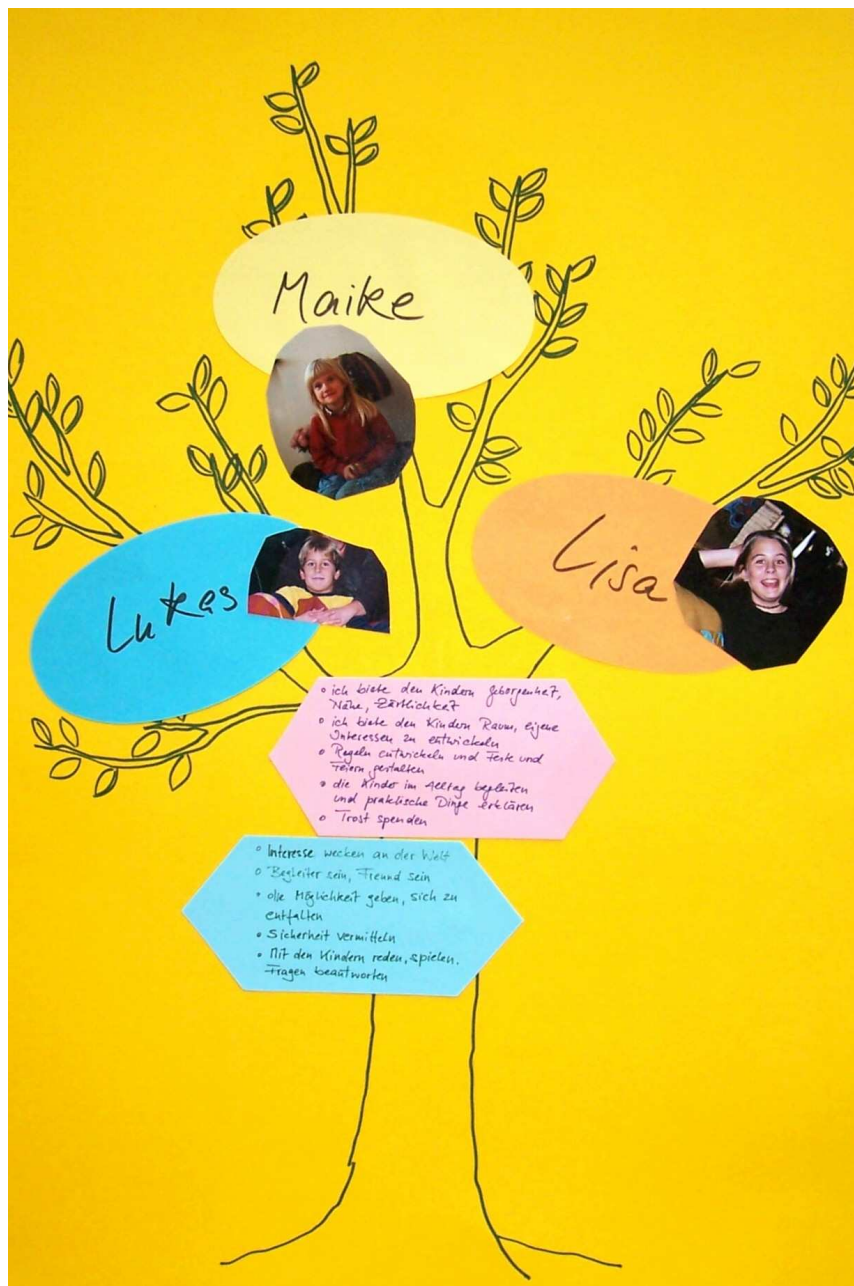 Maike
Lukas
Lisa
o ich biete den Kindern Geborgenheit,
Nähe, Zärtlichkeit
o ich biete den Kindern Raum, eigene
Interessen zu entwickeln
o Regeln entwickeln und Feste und
Feiern gestalten
o die Kinder im Alltag begleiten
und praktische Dinge erklären
o Trost spenden
o Interesse wecken an der Welt
o Begleiter sein, Freund sein
• die Möglichkeit geben, sich zu
entfalten
• Sicherheit vermitteln
• Mit den Kindern reden, spielen.
Fragen beantworten